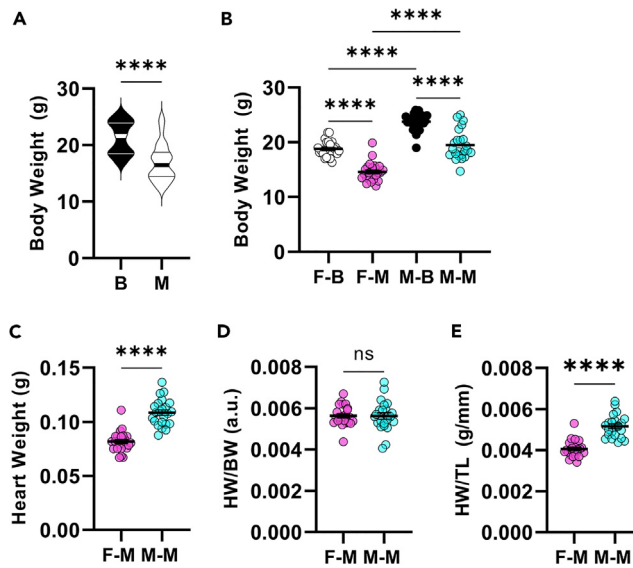 A
****
Body Weight (g)
30
20
10
0
B
M
B
****
****
****
****
Body Weight (g)
30
20
10
0
F-B
F-M
M-B
M-M
C
****
Heart Weight (g)
0.15
0.10
0.05
0.00
F-M
M-M
D
ns
HW/BW (a.u.)
0.008
0.006
0.004
0.002
0.000
F-M
M-M
E
****
HW/TL (g/mm)
0.008
0.006
0.004
0.002
0.000
F-M
M-M